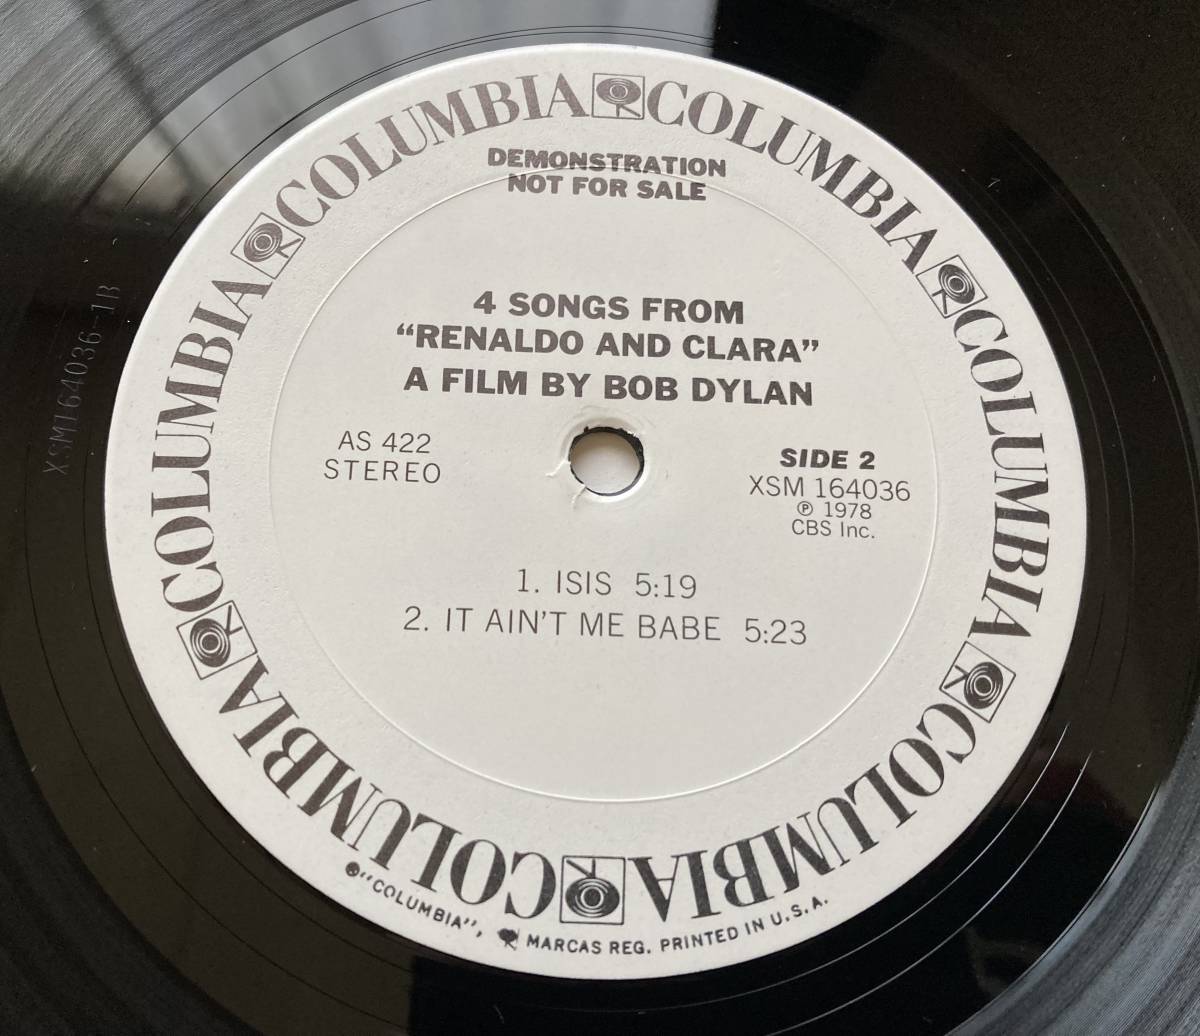 COLUMBIA COLUMBIA COLUMBIA COLUMBIA COLUMBIA COLUMBIA
DEMONSTRATION
NOT FOR SALE
4 SONGS FROM
“RENALDO AND CLARA”
A FILM BY BOB DYLAN
AS 422
STEREO
SIDE 2
XSM 164036
℗ 1978
CBS Inc.
1. ISIS 5:19
2. IT AIN'T ME BABE 5:23
®“COLUMBIA”, MARCAS REG. PRINTED IN U.S.A.
XSM164036-1B